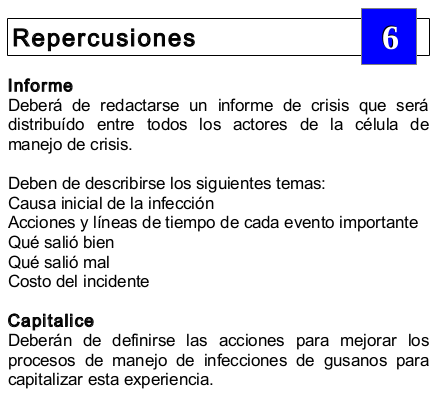 Repercusiones 6
Informe
Deberá de redactarse un informe de crisis que será
distribuído entre todos los actores de la célula de
manejo de crisis.
Deben de describirse los siguientes temas:
Causa inicial de la infección
Acciones y líneas de tiempo de cada evento importante
Qué salió bien
Qué salió mal
Costo del incidente
Capitalice
Deberán de definirse las acciones para mejorar los
procesos de manejo de infecciones de gusanos para
capitalizar esta experiencia.